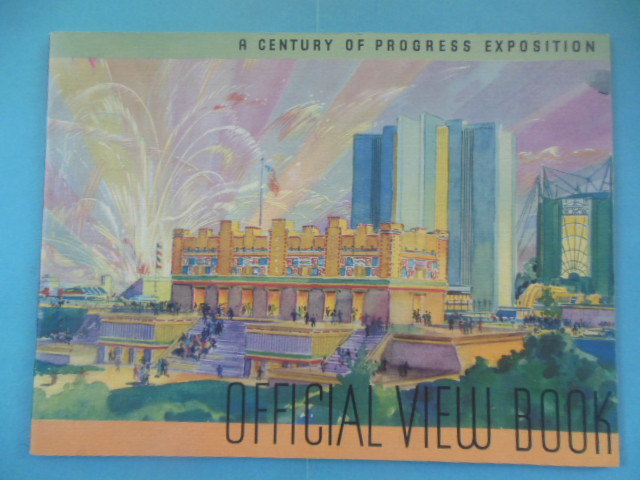 A CENTURY OF PROGRESS EXPOSITION
OFFICIAL VIEW BOOK